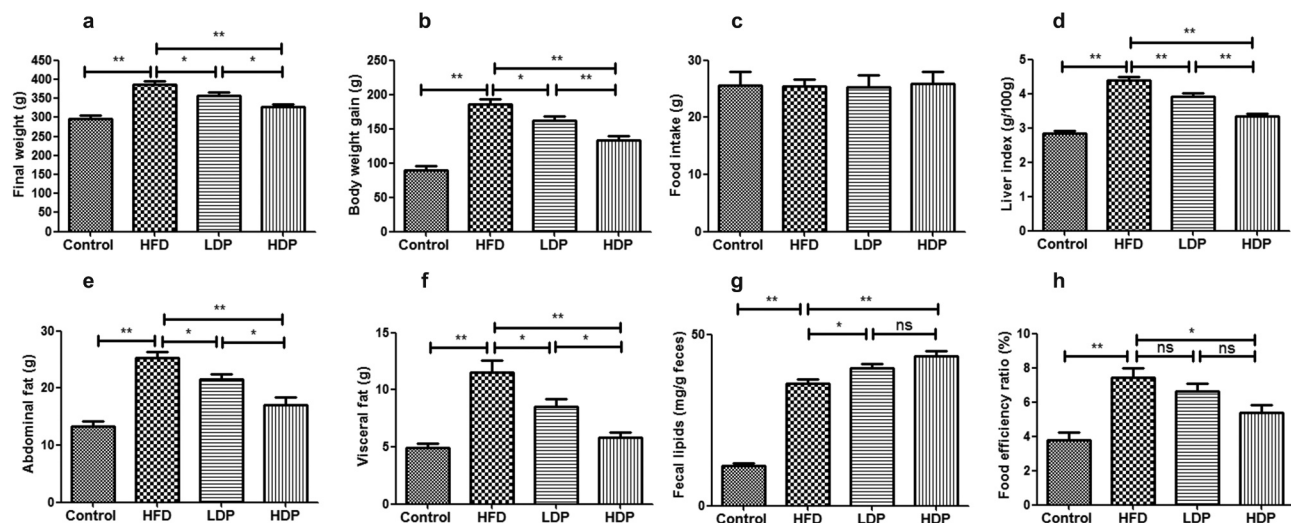 a
Final weight (g)
450
400
350
300
250
200
150
100
50
0
** * *
**
Control HFD LDP HDP
b
Body weight gain (g)
250
200
150
100
50
0
** * **
**
Control HFD LDP HDP
c
Food intake (g)
30
20
10
0
Control HFD LDP HDP
d
Liver index (g/100g)
5
4
3
2
1
0
** ** **
**
Control HFD LDP HDP
e
Abdominal fat (g)
30
20
10
0
** * *
**
Control HFD LDP HDP
f
Visceral fat (g)
15
10
5
0
** * *
**
Control HFD LDP HDP
g
Fecal lipids (mg/g feces)
50
0
** **
* ns
Control HFD LDP HDP
h
Food efficiency ratio (%)
10
8
6
4
2
0
*
** ns ns
Control HFD LDP HDP